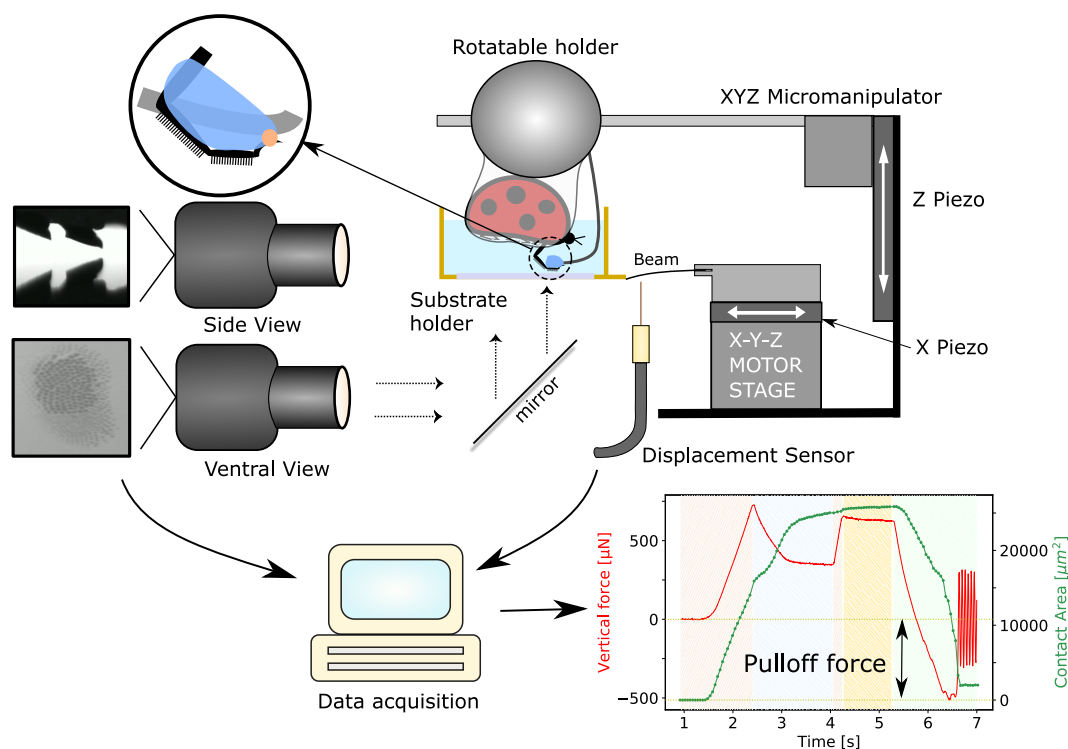 Rotatable holder
XYZ Micromanipulator
Z Piezo
Beam
Side View
Substrate
holder
X-Y-Z
MOTOR
STAGE
X Piezo
mirror
Ventral View
Displacement Sensor
Data acquisition
Vertical force [µN]
500
0
−500
Pulloff force
20000
10000
0
Contact Area [µm²]
1 2 3 4 5 6 7
Time [s]